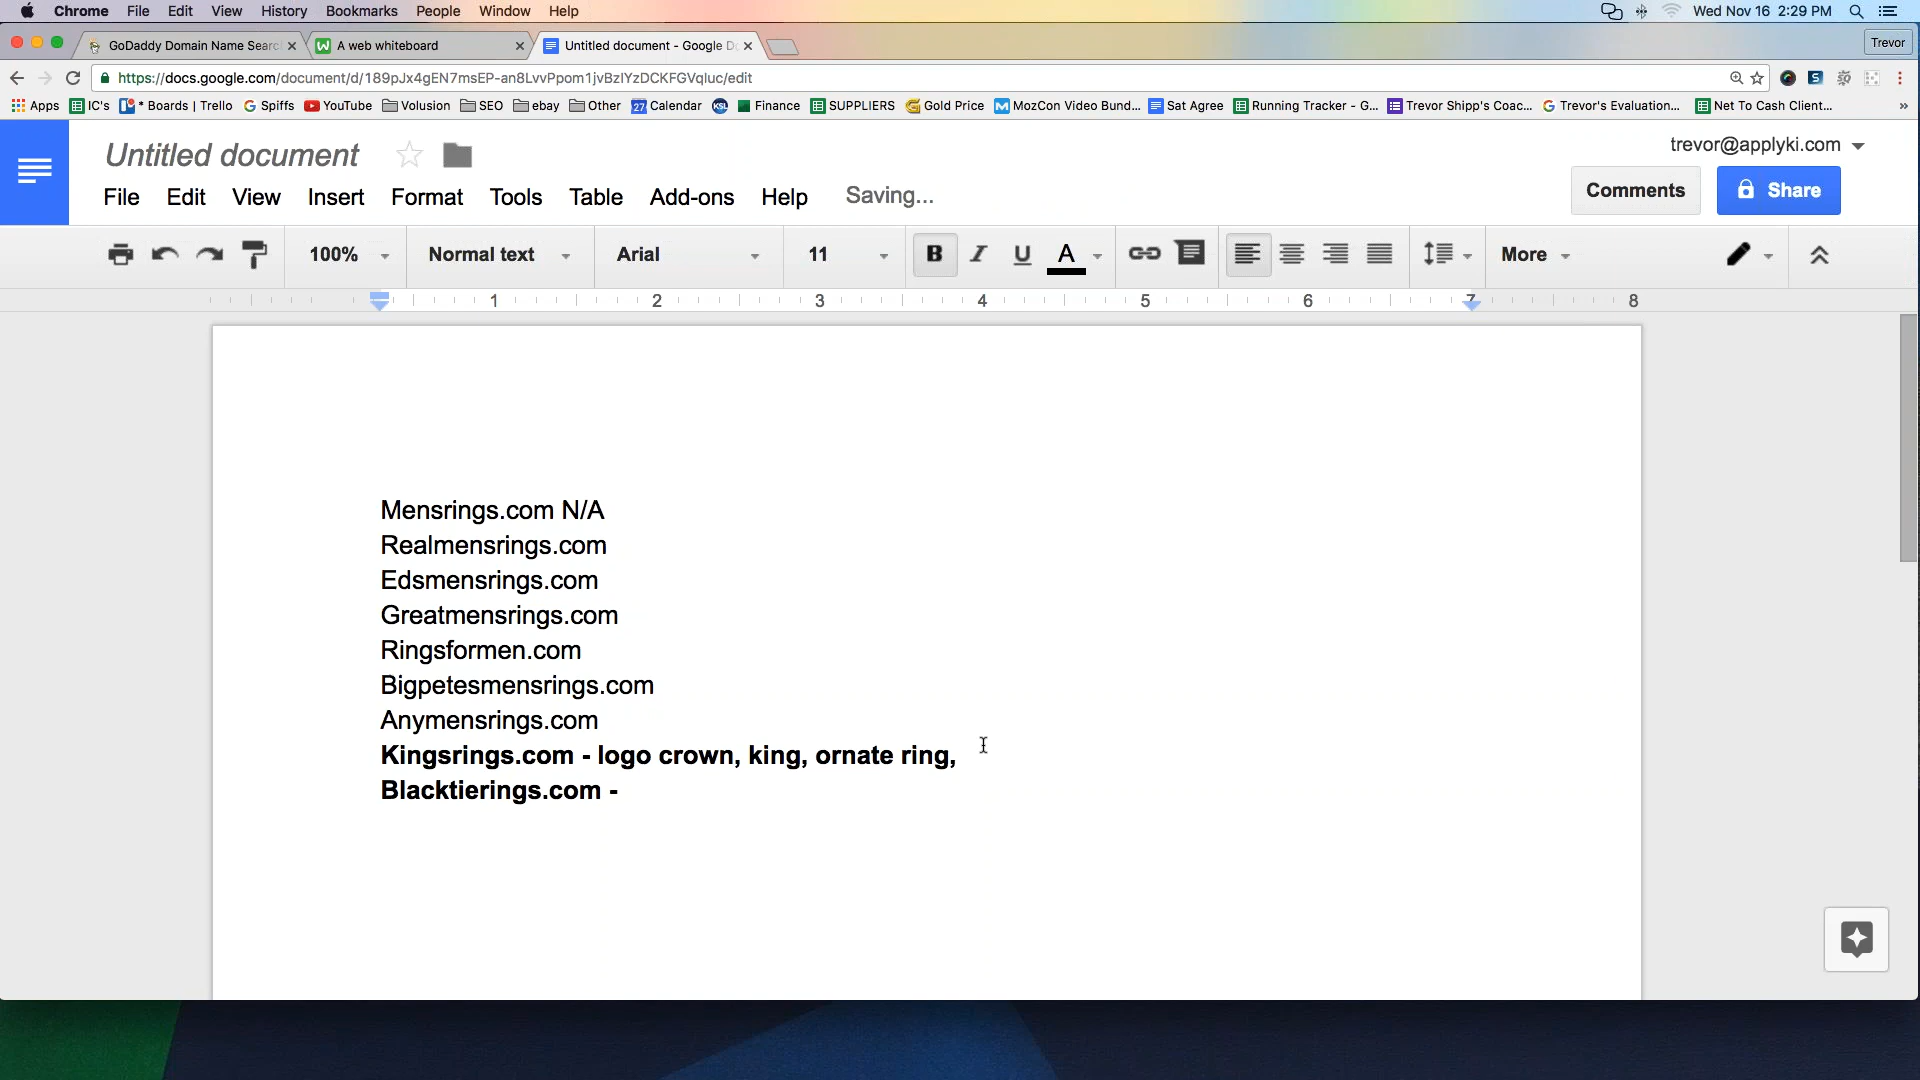 Chrome File Edit View History Bookmarks People Window Help Wed Nov 16 2:29 PM
GoDaddy Domain Name Searc A web whiteboard Untitled document - Google D Trevor
https://docs.google.com/document/d/189pJx4gEN7msEP-an8LvvPpom1jvBzIYzDCKFGVqluc/edit
Apps IC's * Boards | Trello Spiffs YouTube Volusion SEO ebay Other 27 Calendar KSL Finance SUPPLIERS Gold Price MozCon Video Bund... Sat Agree Running Tracker - G... Trevor Shipp's Coac... Trevor's Evaluation... Net To Cash Client... »
Untitled document trevor@applyki.com
File Edit View Insert Format Tools Table Add-ons Help Saving... Comments Share
100% Normal text Arial 11 B I U A More
1 2 3 4 5 6 7 8
Mensrings.com N/A
Realmensrings.com
Edsmensrings.com
Greatmensrings.com
Ringsformen.com
Bigpetesmensrings.com
Anymensrings.com
Kingsrings.com - logo crown, king, ornate ring,
Blacktierings.com -